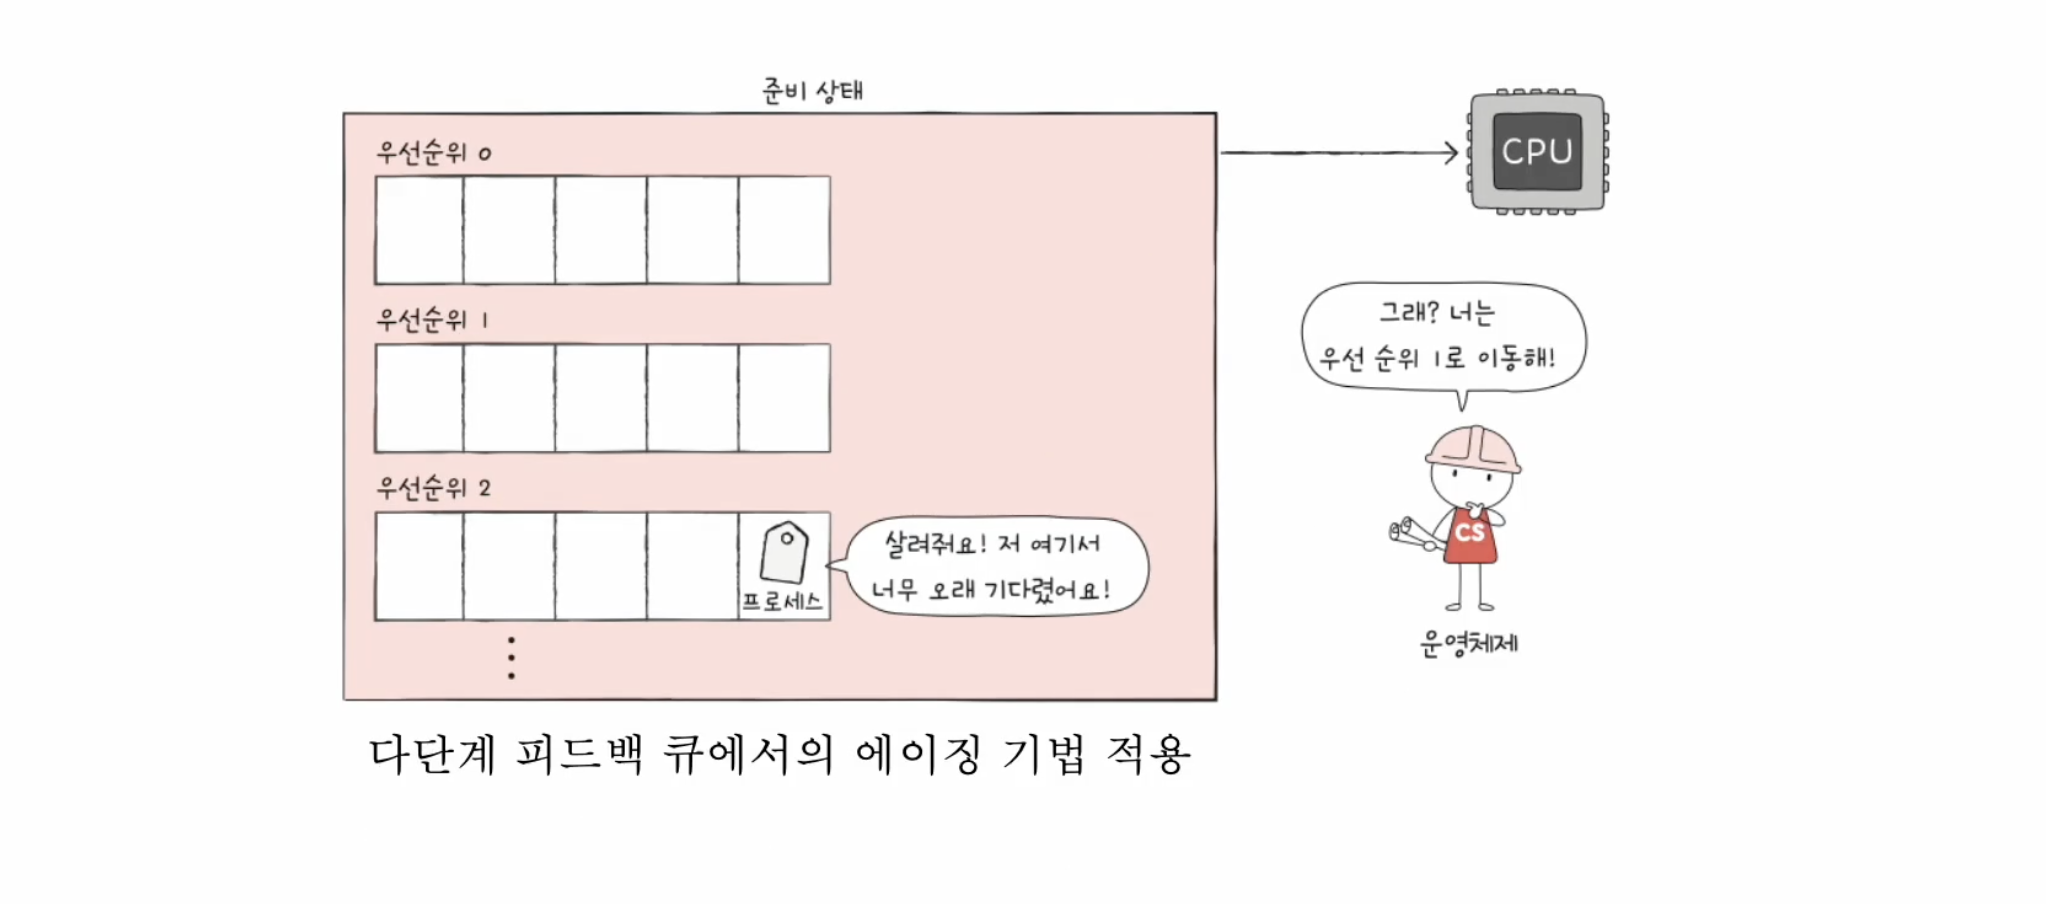 준비 상태
우선순위 0
CPU
우선순위 1
그래? 너는
우선 순위 1로 이동해!
우선순위 2
살려줘요! 저 여기서
너무 오래 기다렸어요!
프로세스
CS
운영체제
다단계 피드백 큐에서의 에이징 기법 적용